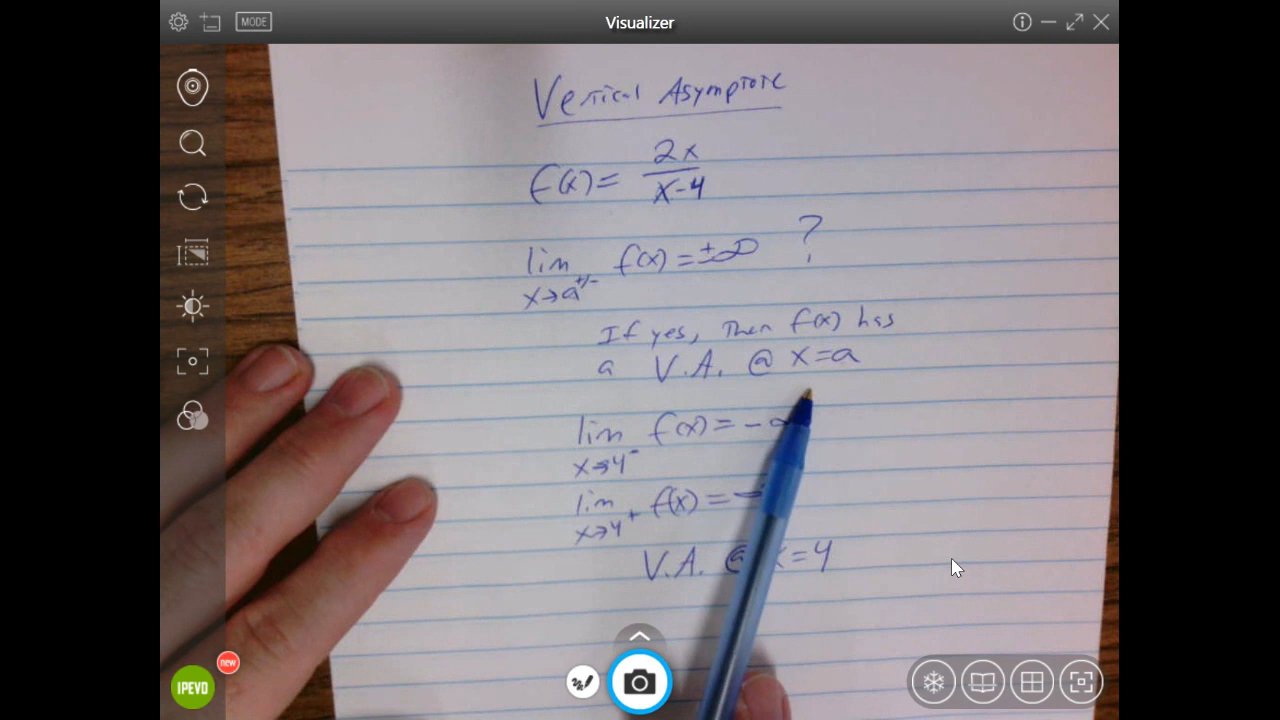 MODE
Visualizer
Vertical Asymptote
f(x) = 2x / x-4
lim x→a+/- f(x) = ±∞ ?
If yes, Then f(x) has
a V.A. @ x=a
lim x→4⁻ f(x) = -
lim x→4+ f(x) =
V.A. @ x=4
new
IPEVO